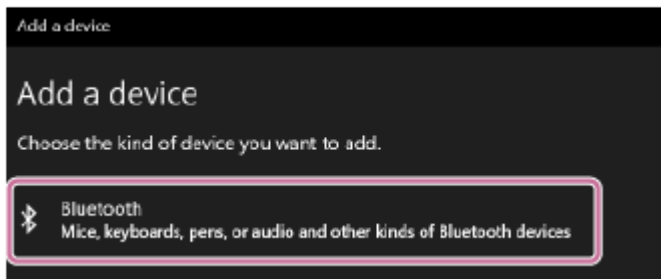 Add a device
Add a device
Choose the kind of device you want to add.
Bluetooth
Mice, keyboards, pens, or audio and other kinds of Bluetooth devices